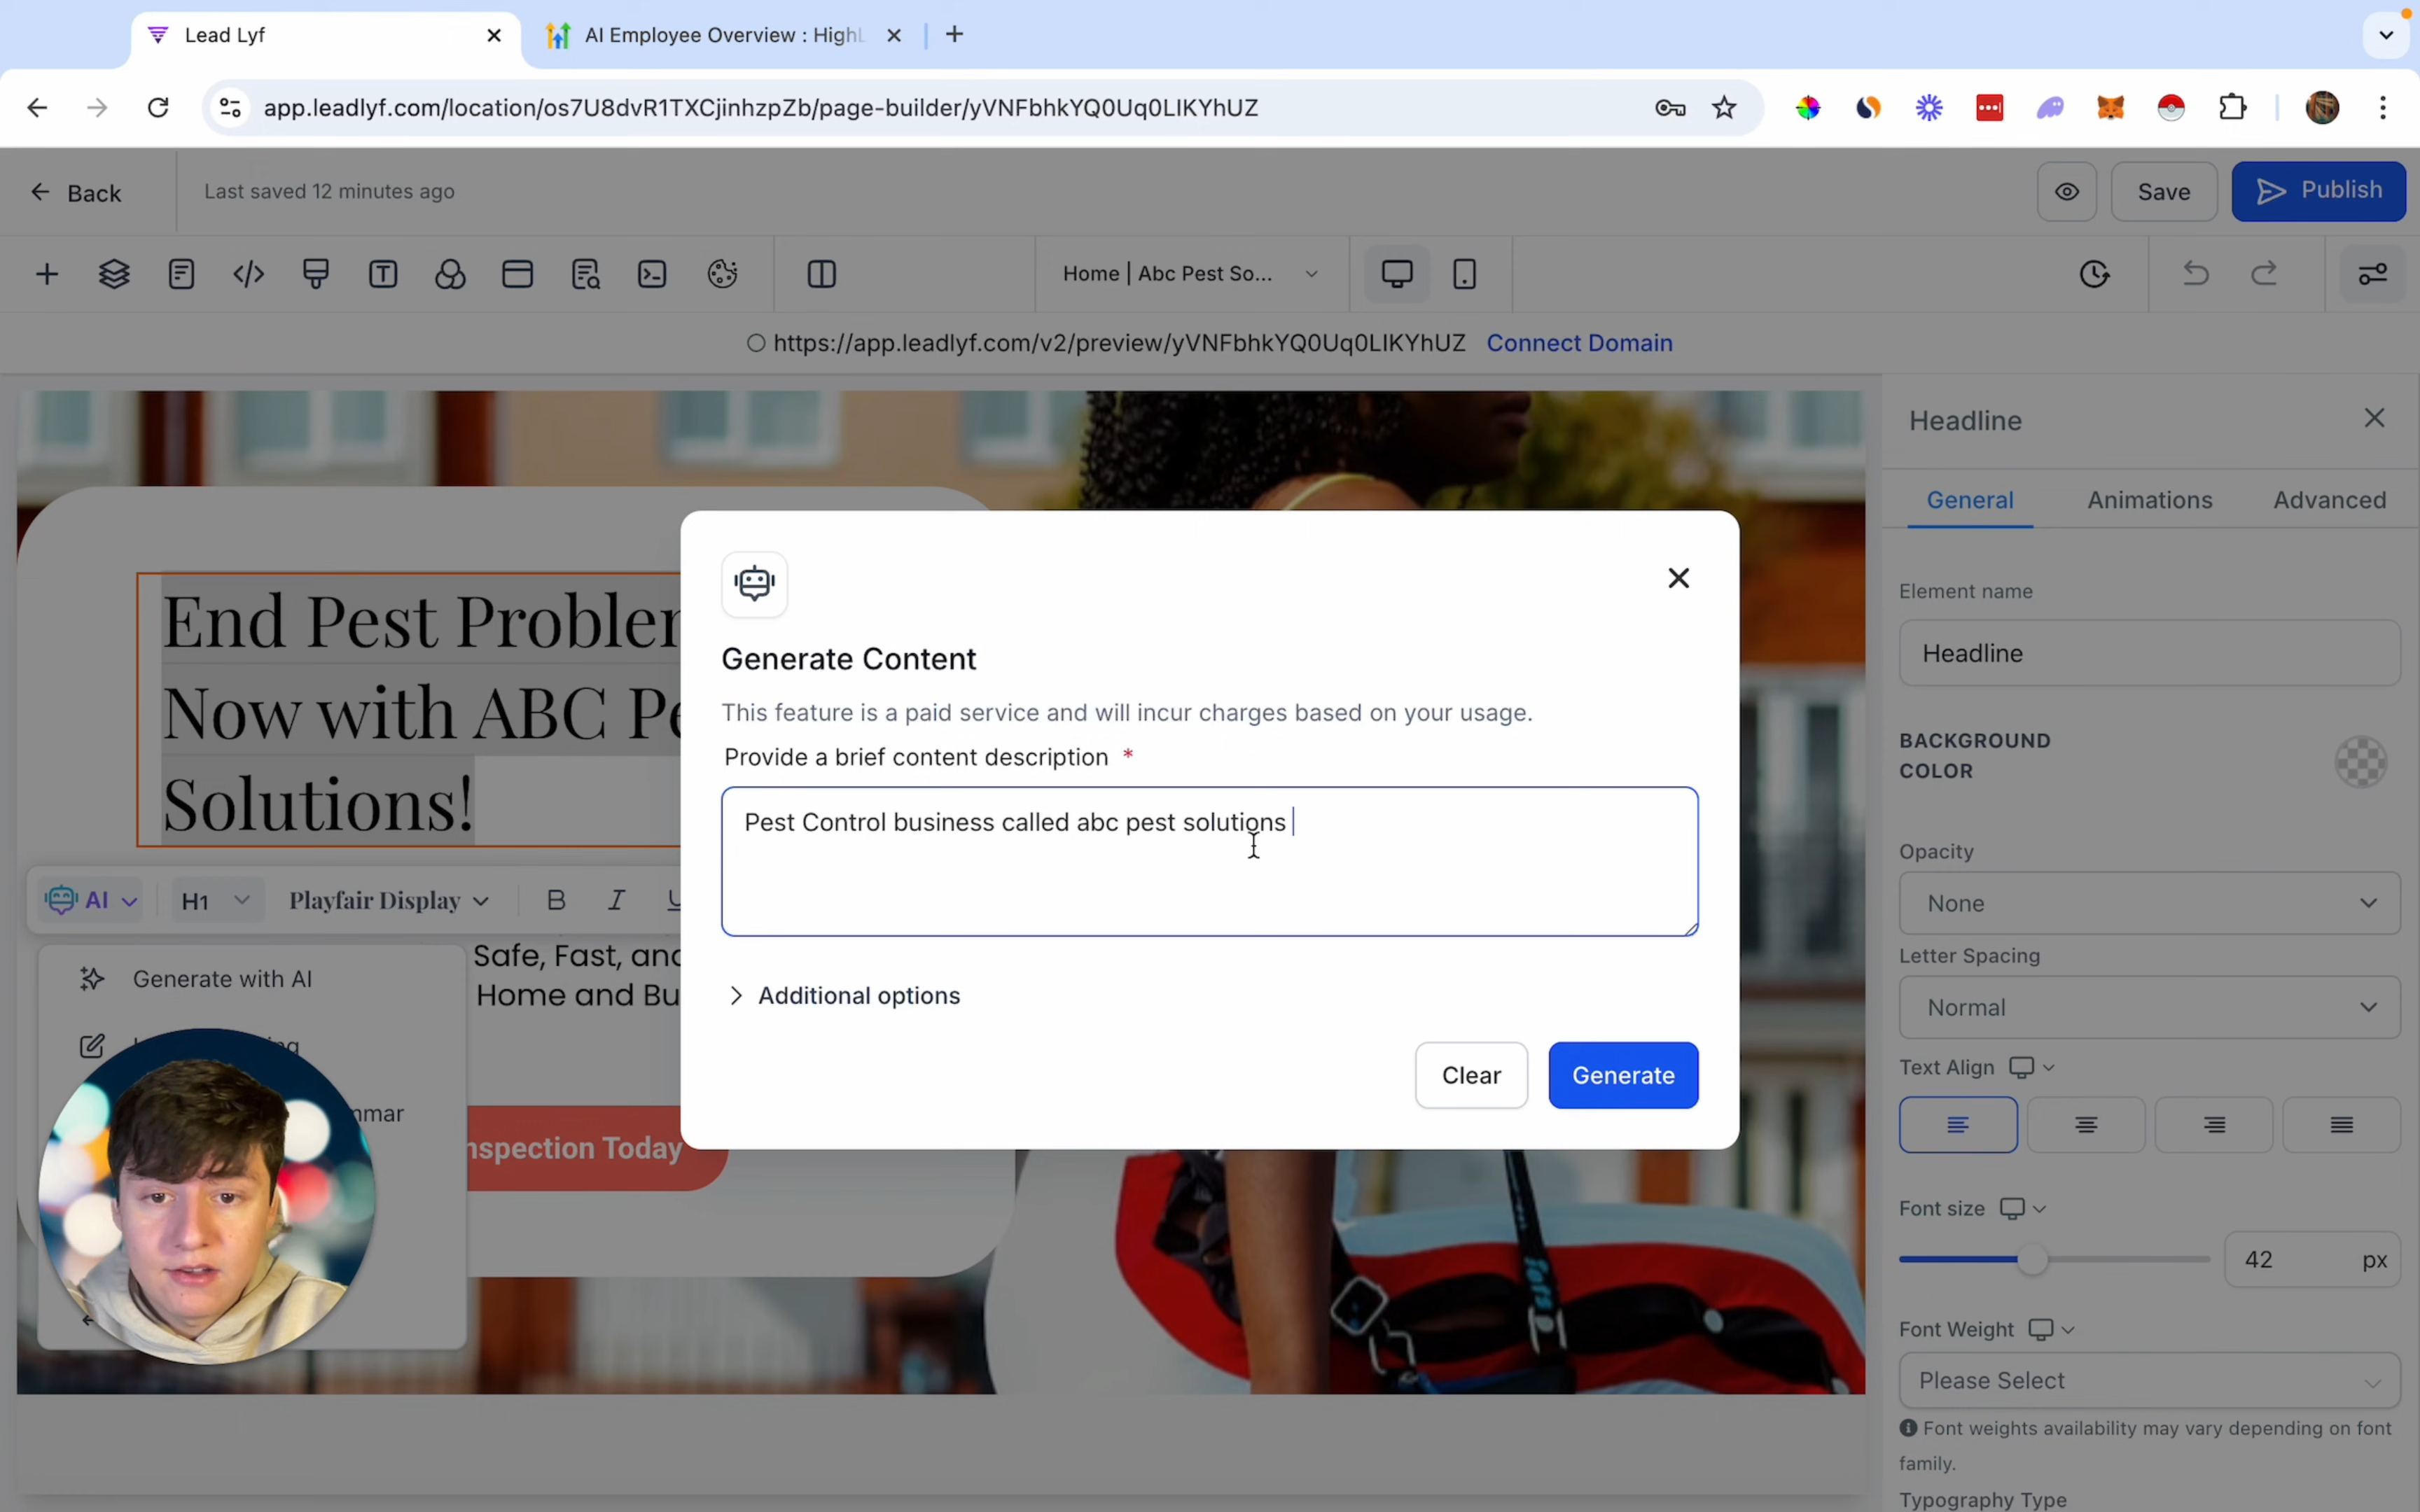 Lead Lyf
AI Employee Overview : HighL
app.leadlyf.com/location/os7U8dvR1TXCjinhzpZb/page-builder/yVNFbhkYQ0Uq0LIKYhUZ
Back
Last saved 12 minutes ago
Save
Publish
Home | Abc Pest So...
https://app.leadlyf.com/v2/preview/yVNFbhkYQ0Uq0LIKYhUZ Connect Domain
Headline
General Animations Advanced
Element name
Headline
BACKGROUND
COLOR
Opacity
None
Letter Spacing
Normal
Text Align
Font size
42 px
Font Weight
Please Select
Font weights availability may vary depending on font
family.
Typography Type
End Pest Problem
Now with ABC Pe
Solutions!
AI H1 Playfair Display B I U
Generate with AI
Safe, Fast, and
Home and Bu
nspection Today
Generate Content
This feature is a paid service and will incur charges based on your usage.
Provide a brief content description *
Pest Control business called abc pest solutions
Additional options
Clear
Generate